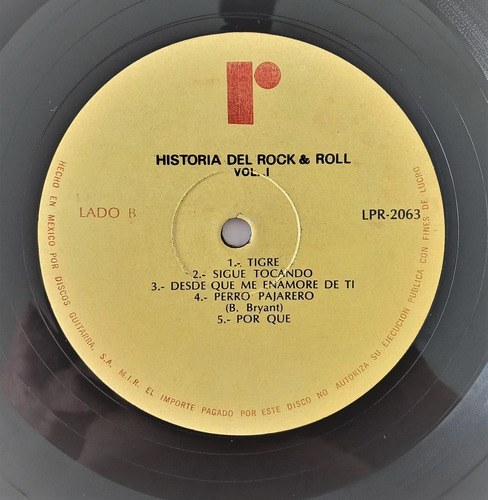 r
HISTORIA DEL ROCK & ROLL
VOL. I
LADO B
LPR-2063
1.- TIGRE
2.- SIGUE TOCANDO
3.- DESDE QUE ME ENAMORE DE TI
4.- PERRO PAJARERO
(B. Bryant)
5.- POR QUE
HECHO EN MEXICO POR DISCOS GUITARRA, S.A. M.I.R. EL IMPORTE PAGADO POR ESTE DISCO NO AUTORIZA SU EJECUCION PUBLICA CON FINES DE LUCRO